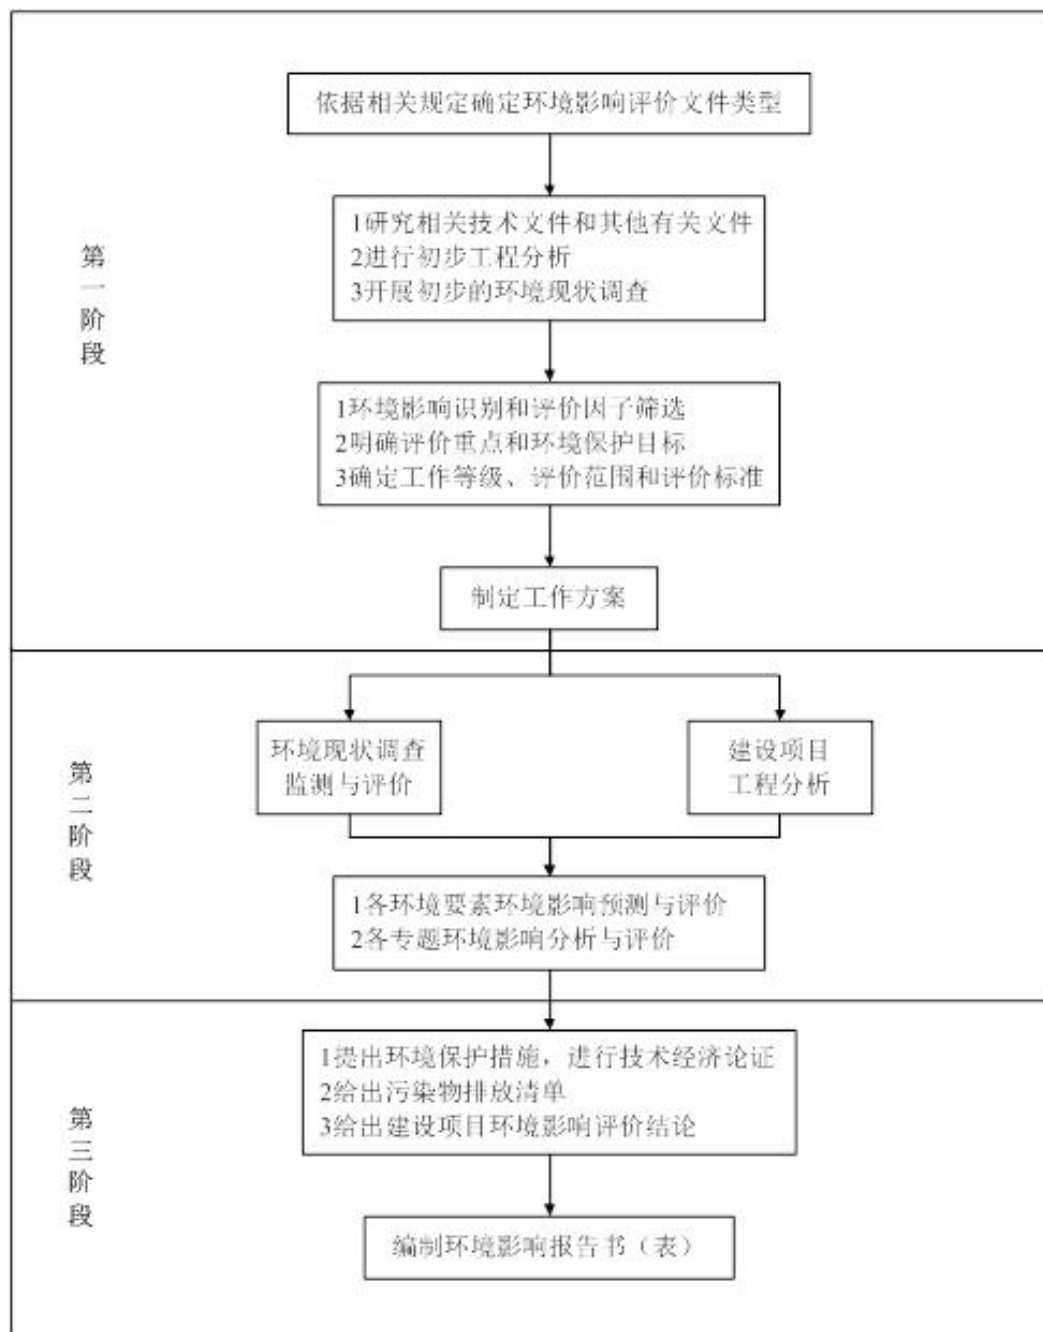 依据相关规定确定环境影响评价文件类型
1研究相关技术文件和其他有关文件
2进行初步工程分析
3开展初步的环境现状调查
第一阶段
1环境影响识别和评价因子筛选
2明确评价重点和环境保护目标
3确定工作等级、评价范围和评价标准
制定工作方案
环境现状调查
监测与评价
建设项目
工程分析
第二阶段
1各环境要素环境影响预测与评价
2各专题环境影响分析与评价
1提出环境保护措施，进行技术经济论证
2给出污染物排放清单
3给出建设项目环境影响评价结论
第三阶段
编制环境影响报告书（表）